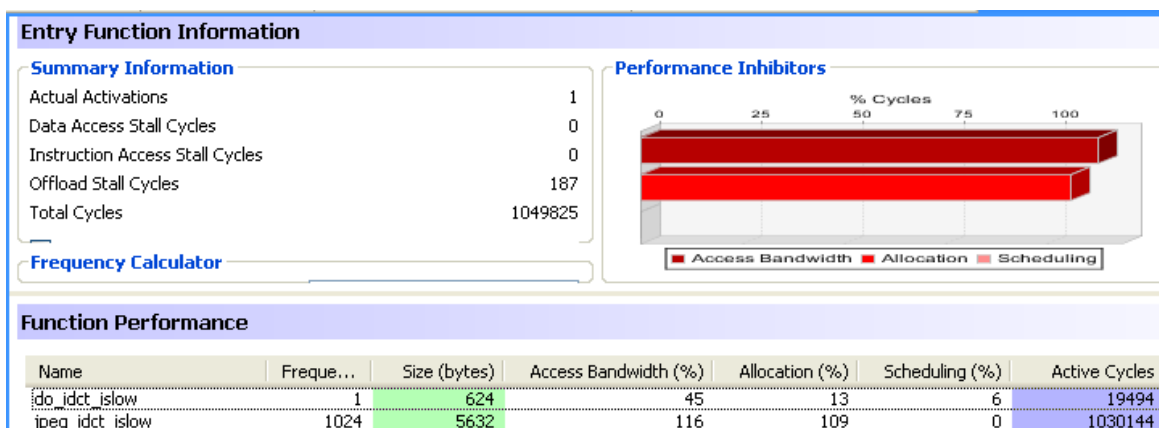 Entry Function Information
Summary Information
Actual Activations 1
Data Access Stall Cycles 0
Instruction Access Stall Cycles 0
Offload Stall Cycles 187
Total Cycles 1049825
Frequency Calculator
Performance Inhibitors
% Cycles
0 25 50 75 100
Access Bandwidth Allocation Scheduling
Function Performance
Name Freque... Size (bytes) Access Bandwidth (%) Allocation (%) Scheduling (%) Active Cycles
do_idct_islow 1 624 45 13 6 19494
jpeg_idct_islow 1024 5632 116 109 0 1030144